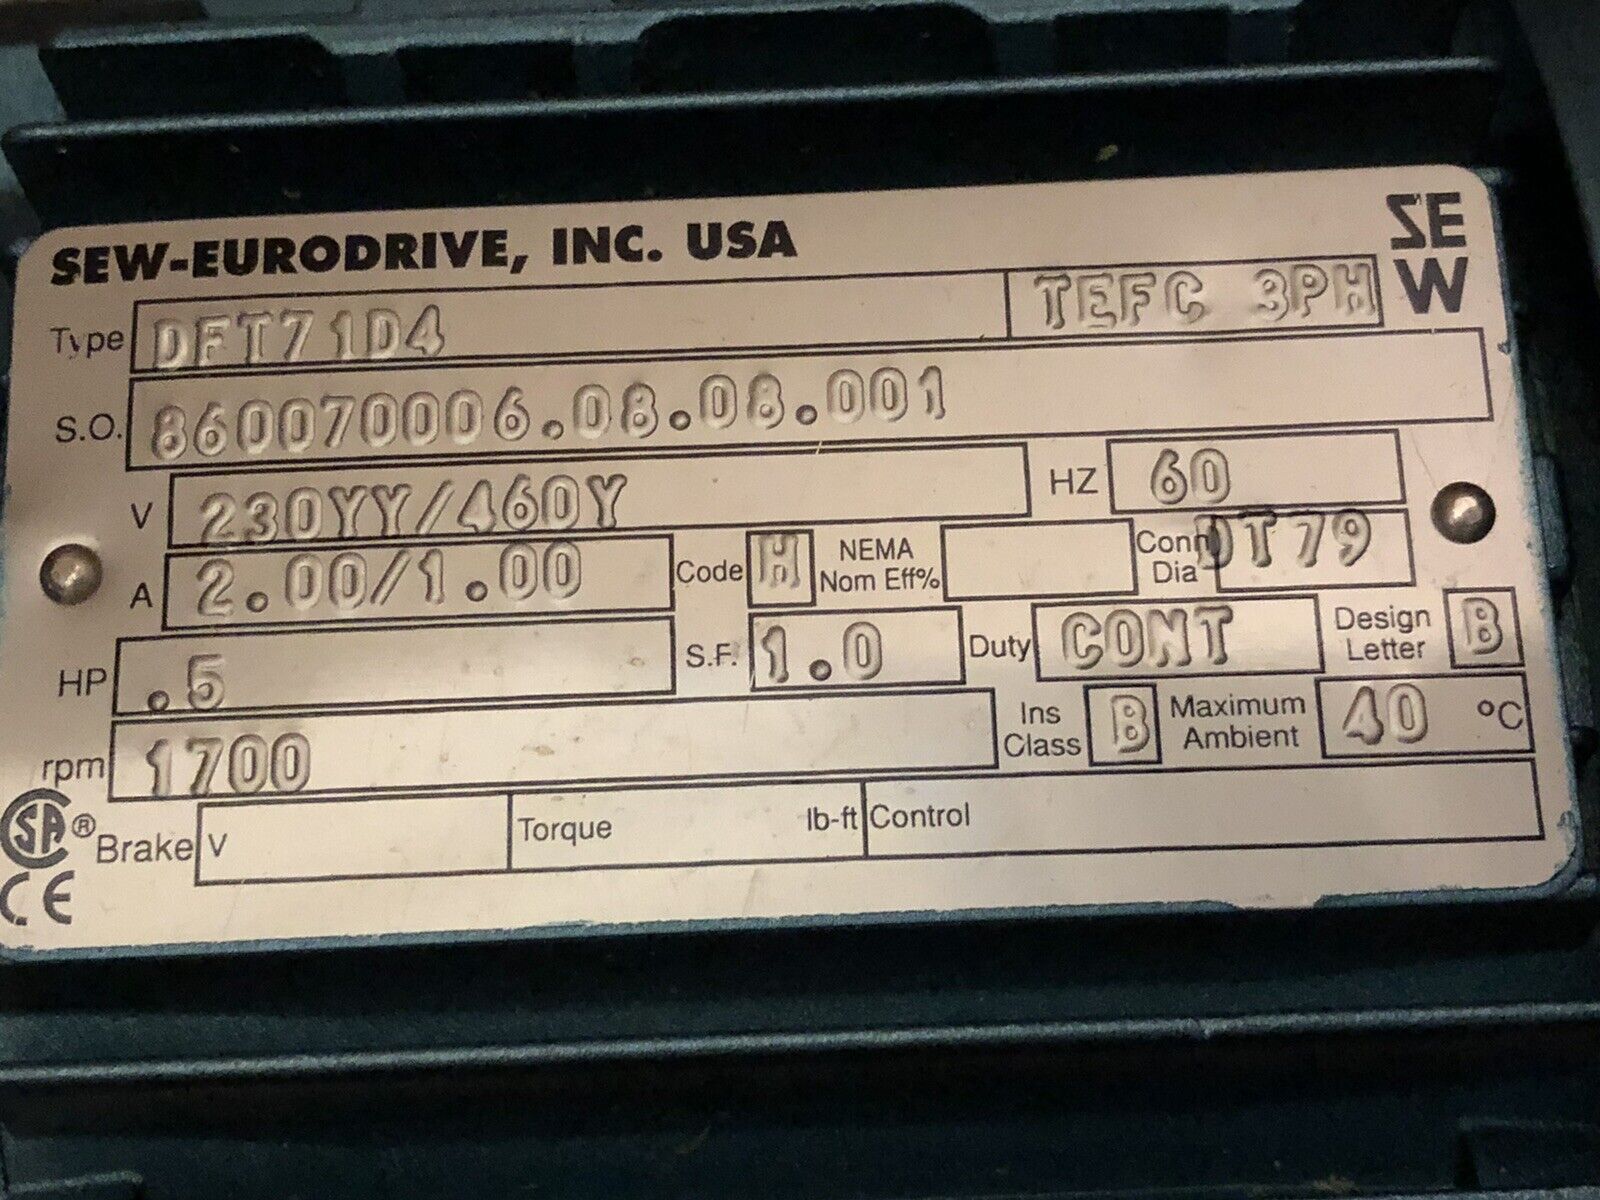 SEW-EURODRIVE, INC. USA
SEW
Type DFT71D4 TEFC 3PH
S.O. 860070006.08.08.001
V 230YY/460Y HZ 60
A 2.00/1.00 Code H NEMA Nom Eff% Conn Dia DT79
HP .5 S.F. 1.0 Duty CONT Design Letter B
rpm 1700 Ins Class B Maximum Ambient 40 °C
SA® Brake V Torque lb-ft Control
CE